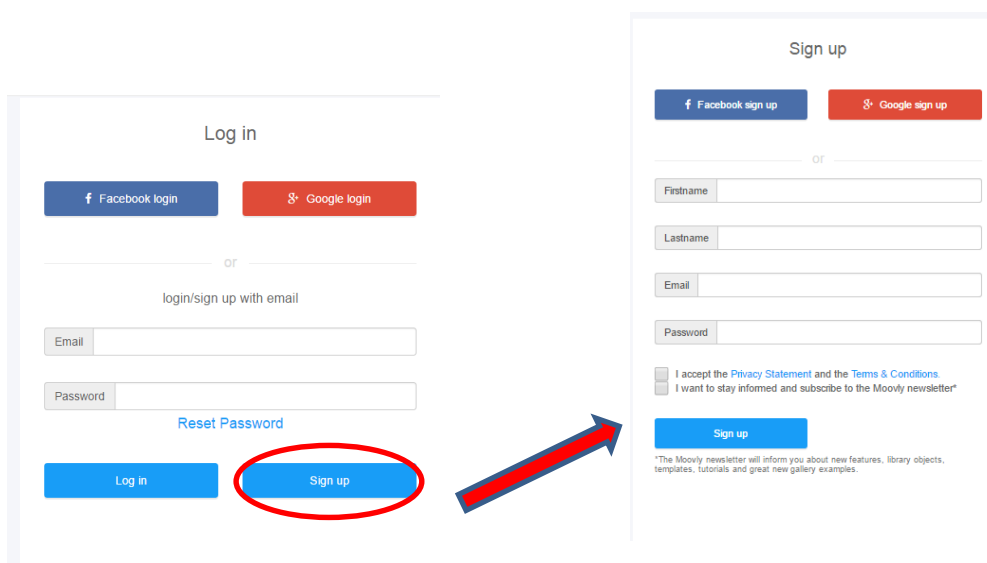 Log in
f Facebook login
g+ Google login
or
login/sign up with email
Email
Password
Reset Password
Log in
Sign up
Sign up
f Facebook sign up
g+ Google sign up
or
Firstname
Lastname
Email
Password
I accept the Privacy Statement and the Terms & Conditions.
I want to stay informed and subscribe to the Moovly newsletter*
Sign up
*The Moovly newsletter will inform you about new features, library objects,
templates, tutorials and great new gallery examples.